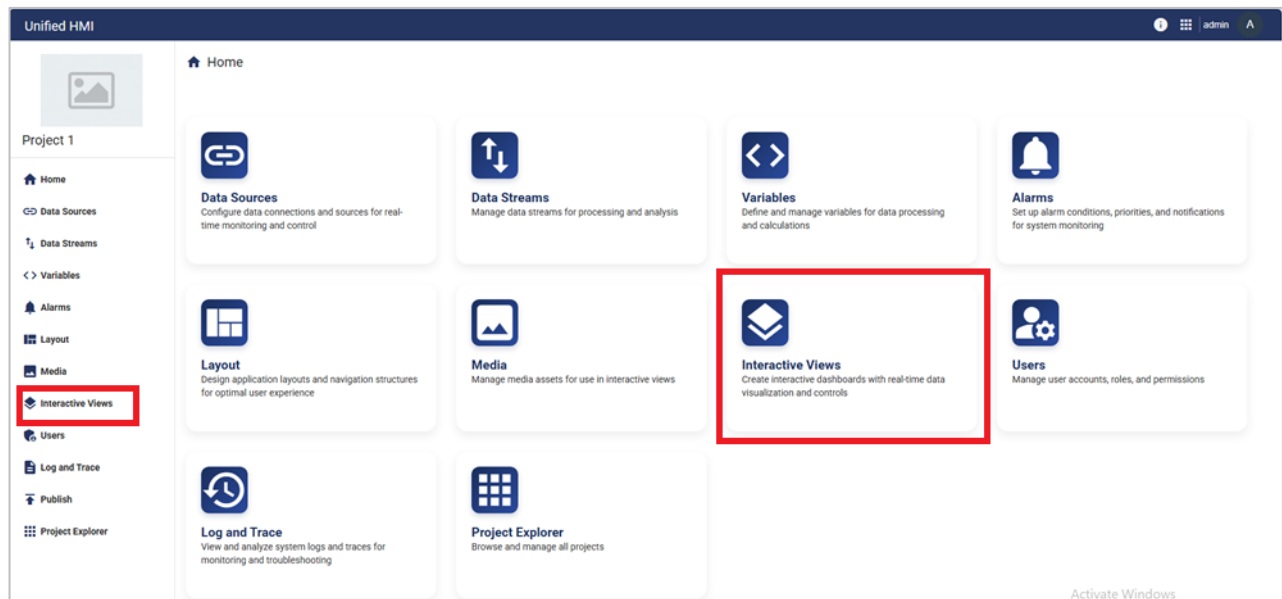 Unified HMI
admin
A
Project 1
Home
Data Sources
Data Streams
Variables
Alarms
Layout
Media
Interactive Views
Users
Log and Trace
Publish
Project Explorer
Home
Data Sources
Configure data connections and sources for real-
time monitoring and control
Data Streams
Manage data streams for processing and analysis
Variables
Define and manage variables for data processing
and calculations
Alarms
Set up alarm conditions, priorities, and notifications
for system monitoring
Layout
Design application layouts and navigation structures
for optimal user experience
Media
Manage media assets for use in interactive views
Interactive Views
Create interactive dashboards with real-time data
visualization and controls
Users
Manage user accounts, roles, and permissions
Log and Trace
View and analyze system logs and traces for
monitoring and troubleshooting
Project Explorer
Browse and manage all projects
Activate Windows